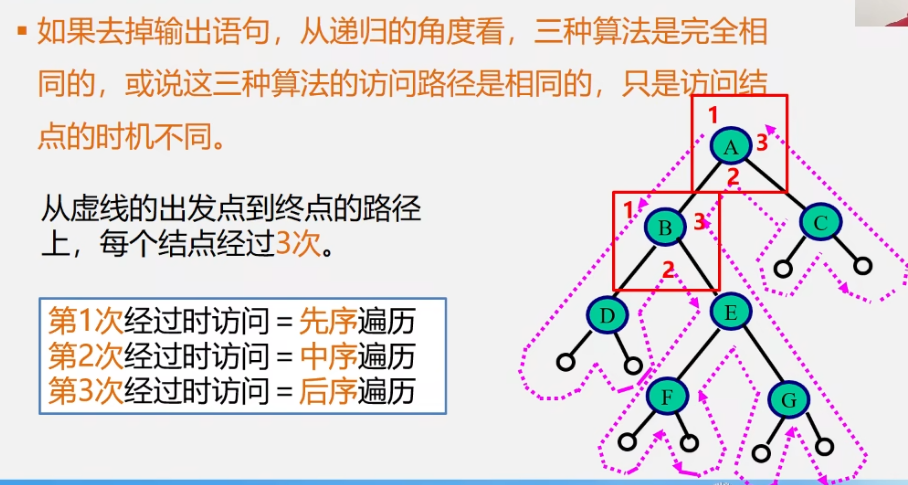 ▪如果去掉输出语句，从递归的角度看，三种算法是完全相
同的，或说这三种算法的访问路径是相同的，只是访问结
点的时机不同。
从虚线的出发点到终点的路径
上，每个结点经过3次。
第1次经过时访问＝先序遍历
第2次经过时访问＝中序遍历
第3次经过时访问＝后序遍历
1
A
3
2
1
B
3
C
2
D
E
F
G